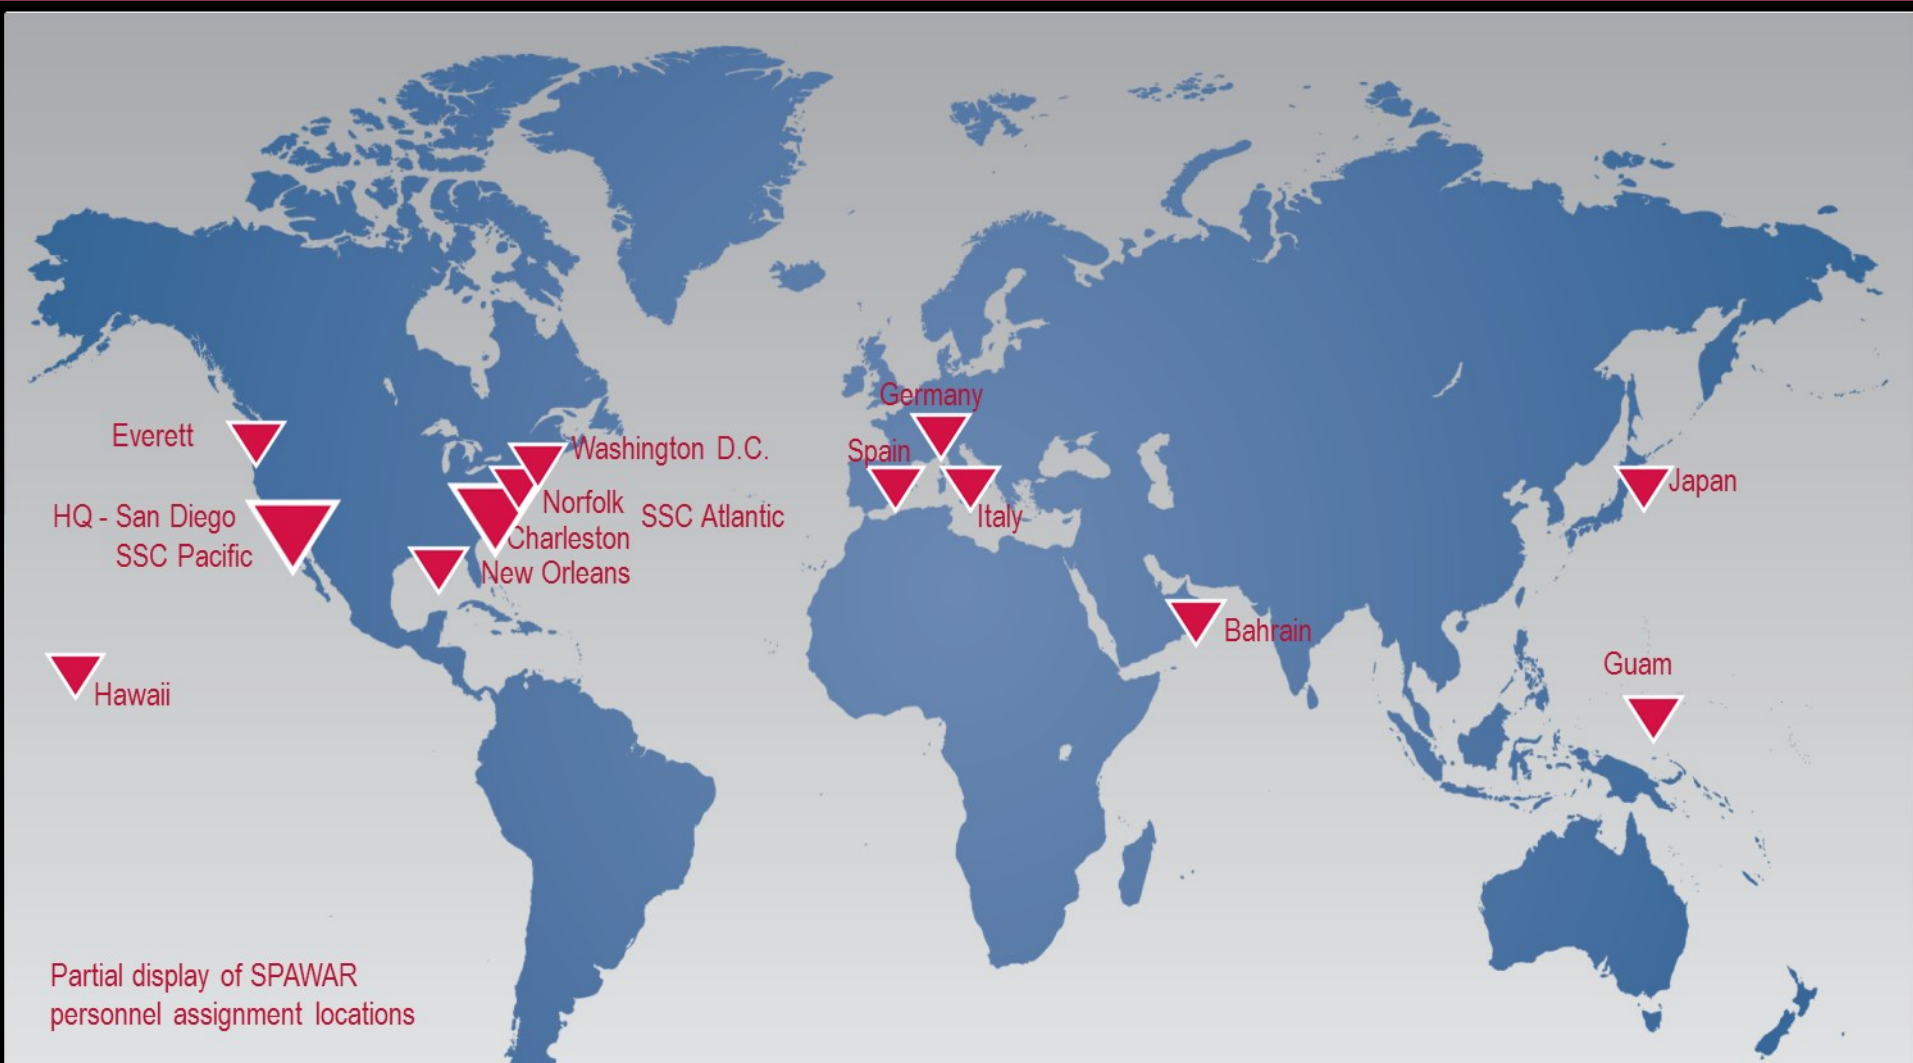 Germany
Everett
Washington D.C.
Spain
Japan
Norfolk
SSC Atlantic
HQ - San Diego
SSC Pacific
Italy
Charleston
New Orleans
Bahrain
Guam
Hawaii
Partial display of SPAWAR
personnel assignment locations